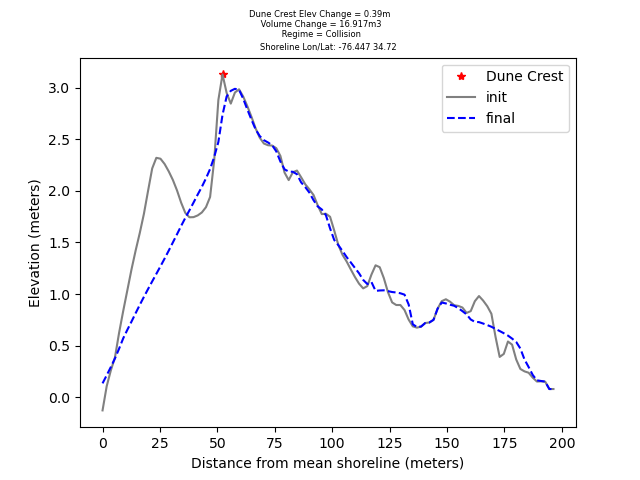 Dune Crest Elev Change = 0.39m
Volume Change = 16.917m3
Regime = Collision
Shoreline Lon/Lat: -76.447 34.72
Dune Crest
init
final
3.0
2.5
2.0
1.5
1.0
0.5
0.0
Elevation (meters)
0 25 50 75 100 125 150 175 200
Distance from mean shoreline (meters)